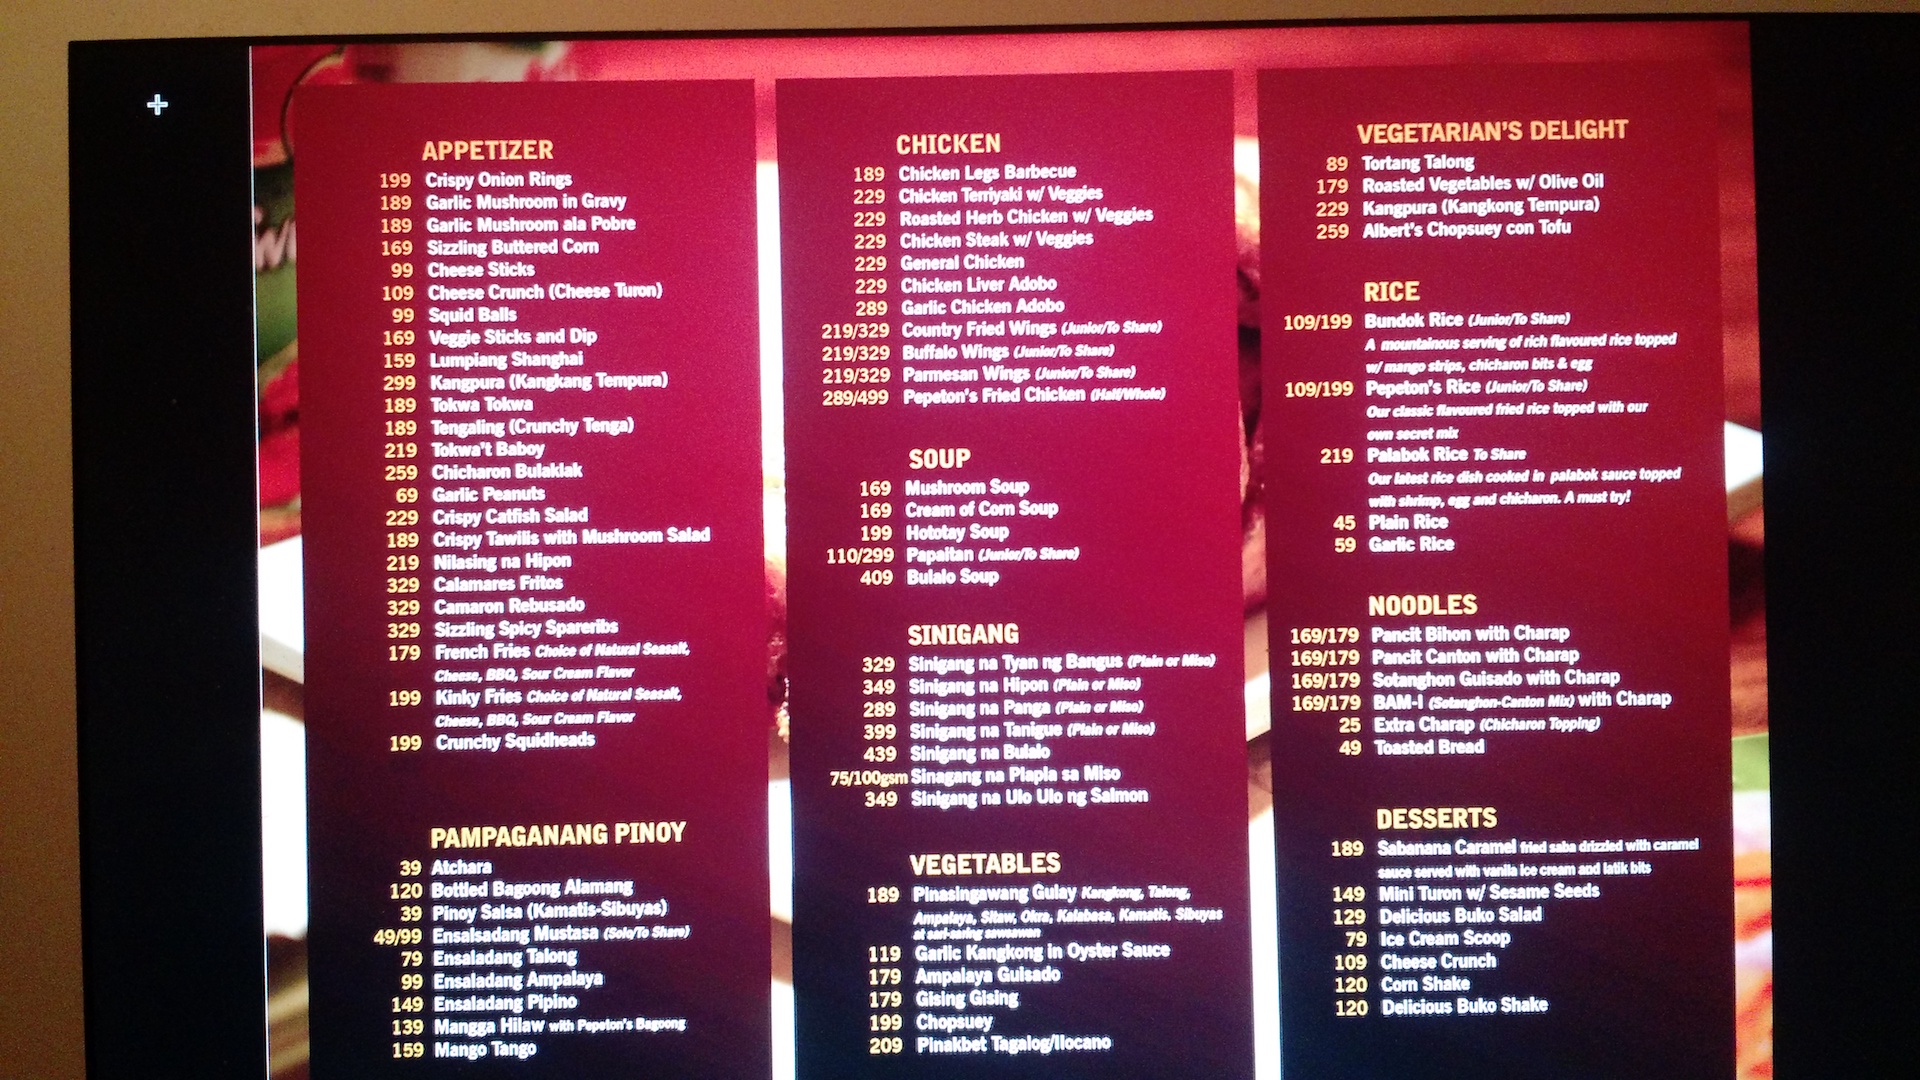 APPETIZER
199 Crispy Onion Rings
189 Garlic Mushroom in Gravy
189 Garlic Mushroom ala Pobre
169 Sizzling Buttered Corn
99 Cheese Sticks
109 Cheese Crunch (Cheese Turon)
99 Squid Balls
169 Veggie Sticks and Dip
159 Lumpiang Shanghai
299 Kangpura (Kangkang Tempura)
189 Tokwa Tokwa
189 Tengaling (Crunchy Tenga)
219 Tokwa't Baboy
259 Chicharon Bulaklak
69 Garlic Peanuts
229 Crispy Catfish Salad
189 Crispy Tawilis with Mushroom Salad
219 Nilasing na Hipon
329 Calamares Fritos
329 Camaron Rebusado
329 Sizzling Spicy Spareribs
179 French Fries Choice of Natural Seasalt,
Cheese, BBQ, Sour Cream Flavor
199 Kinky Fries Choice of Natural Seasalt,
Cheese, BBQ, Sour Cream Flavor
199 Crunchy Squidheads
PAMPAGANANG PINOY
39 Atchara
120 Bottled Bagoong Alamang
39 Pinoy Salsa (Kamatis-Sibuyas)
49/99 Ensalsadang Mustasa (Solo/To Share)
79 Ensaladang Talong
99 Ensaladang Ampalaya
149 Ensaladang Pipino
139 Mangga Hilaw with Pepeton's Bagoong
159 Mango Tango
CHICKEN
189 Chicken Legs Barbecue
229 Chicken Terriyaki w/ Veggies
229 Roasted Herb Chicken w/ Veggies
229 Chicken Steak w/ Veggies
229 General Chicken
229 Chicken Liver Adobo
289 Garlic Chicken Adobo
219/329 Country Fried Wings (Junior/To Share)
219/329 Buffalo Wings (Junior/To Share)
219/329 Parmesan Wings (Junior/To Share)
289/499 Pepeton's Fried Chicken (Half/Whole)
SOUP
169 Mushroom Soup
169 Cream of Corn Soup
199 Hototay Soup
110/299 Papaitan (Junior/To Share)
409 Bulalo Soup
SINIGANG
329 Sinigang na Tyan ng Bangus (Plain or Miso)
349 Sinigang na Hipon (Plain or Miso)
289 Sinigang na Panga (Plain or Miso)
399 Sinigang na Tanigue (Plain or Miso)
439 Sinigang na Bulalo
75/100gsm Sinagang na Plapla sa Miso
349 Sinigang na Ulo Ulo ng Salmon
VEGETABLES
189 Pinasingawang Gulay Kangkong, Talong,
Ampalaya, Sitaw, Okra, Kalabasa, Kamatis, Sibuyas
at sari-saring sawsawan
119 Garlic Kangkong in Oyster Sauce
179 Ampalaya Guisado
179 Gising Gising
199 Chopsuey
209 Pinakbet Tagalog/Ilocano
VEGETARIAN'S DELIGHT
89 Tortang Talong
179 Roasted Vegetables w/ Olive Oil
229 Kangpura (Kangkong Tempura)
259 Albert's Chopsuey con Tofu
RICE
109/199 Bundok Rice (Junior/To Share)
A mountainous serving of rich flavoured rice topped
w/ mango strips, chicharon bits & egg
109/199 Pepeton's Rice (Junior/To Share)
Our classic flavoured fried rice topped with our
own secret mix
219 Palabok Rice To Share
Our latest rice dish cooked in palabok sauce topped
with shrimp, egg and chicharon. A must try!
45 Plain Rice
59 Garlic Rice
NOODLES
169/179 Pancit Bihon with Charap
169/179 Pancit Canton with Charap
169/179 Sotanghon Guisado with Charap
169/179 BAM-I (Sotanghon-Canton Mix) with Charap
25 Extra Charap (Chicharon Topping)
49 Toasted Bread
DESSERTS
189 Sabanana Caramel fried saba drizzled with caramel
sauce served with vanila ice cream and latik bits
149 Mini Turon w/ Sesame Seeds
129 Delicious Buko Salad
79 Ice Cream Scoop
109 Cheese Crunch
120 Corn Shake
120 Delicious Buko Shake